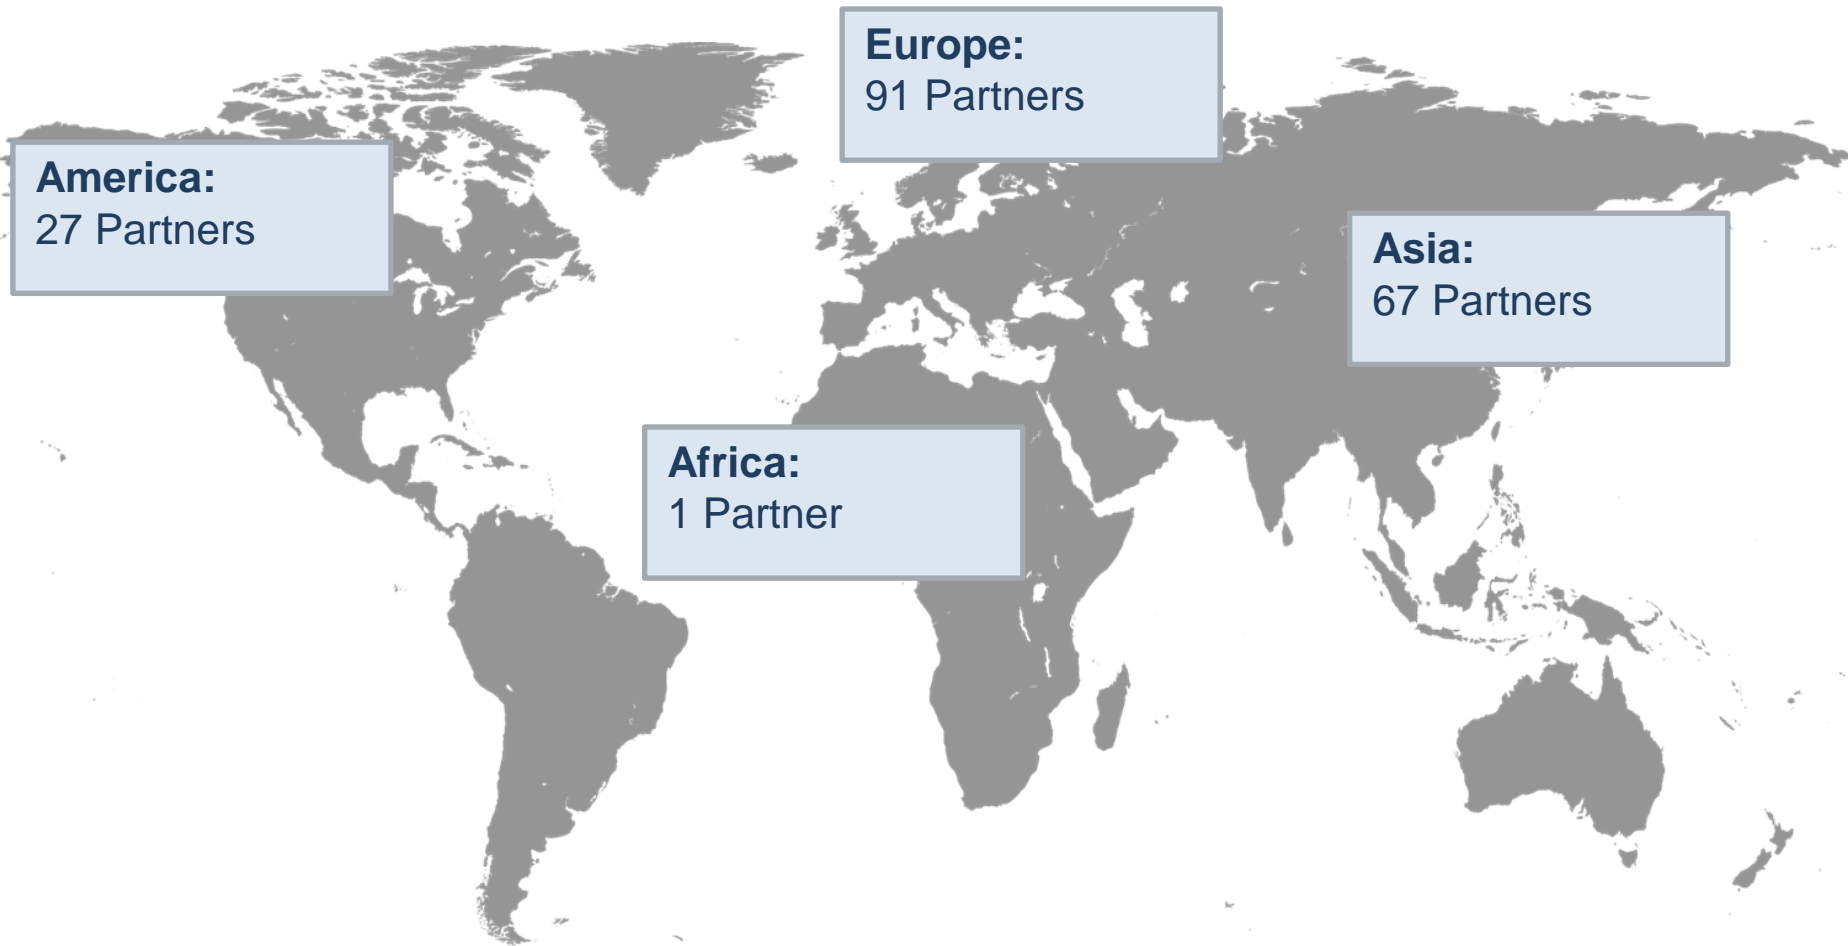 Europe:
91 Partners
America:
27 Partners
Asia:
67 Partners
Africa:
1 Partner